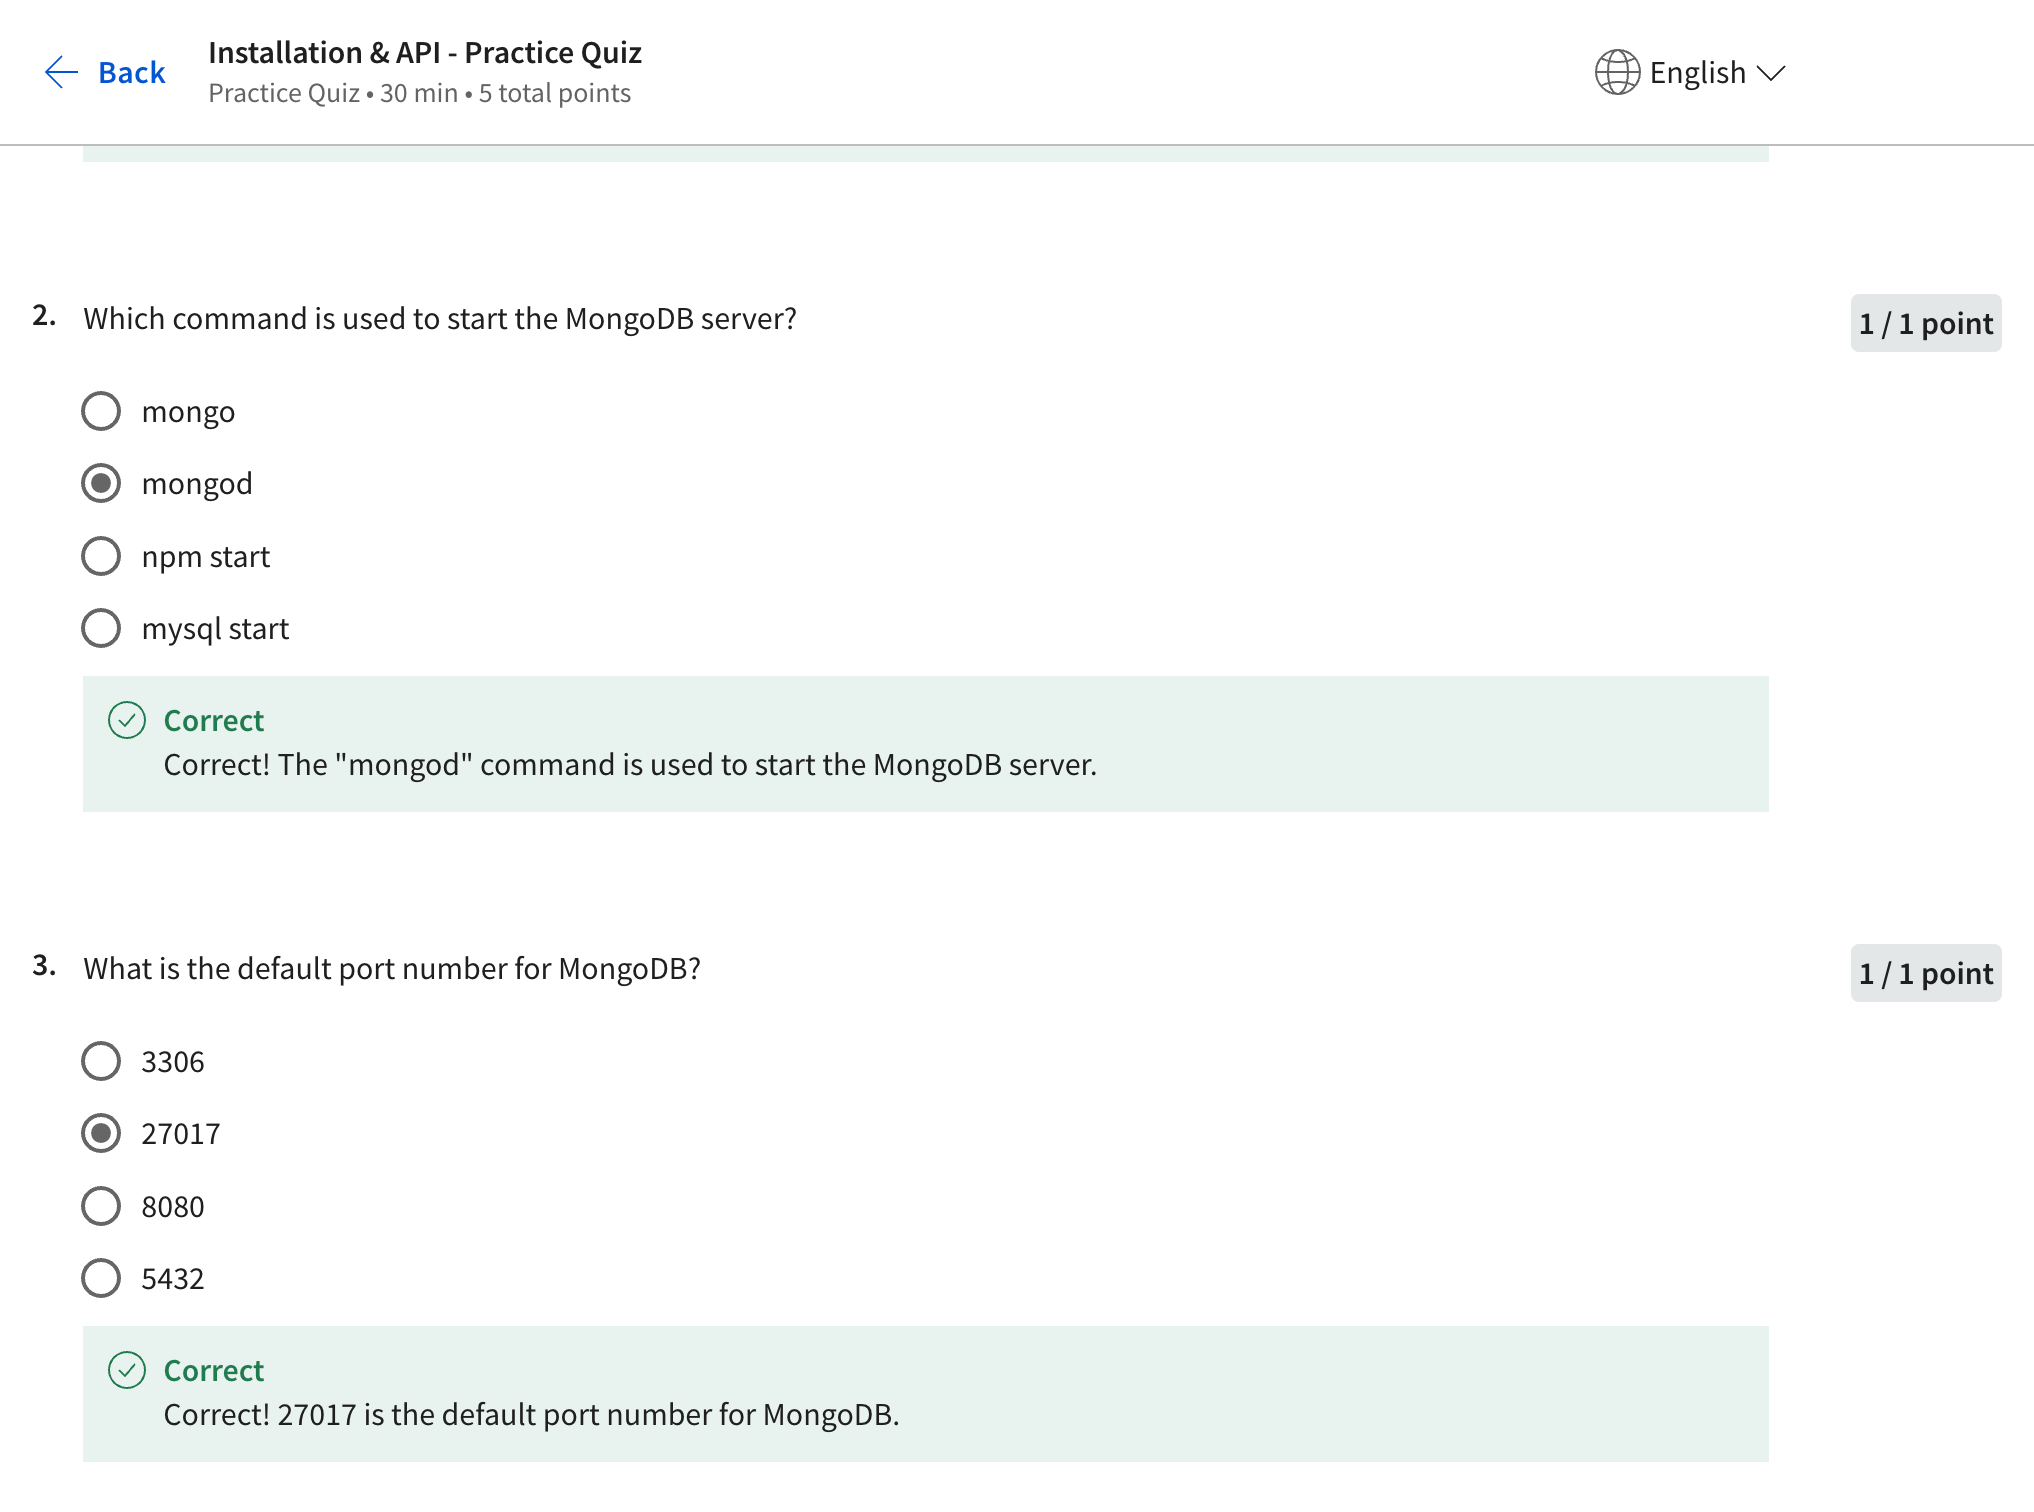 Back
Installation & API - Practice Quiz
Practice Quiz • 30 min • 5 total points
English
2. Which command is used to start the MongoDB server?
1 / 1 point
mongo
mongod
npm start
mysql start
Correct
Correct! The "mongod" command is used to start the MongoDB server.
3. What is the default port number for MongoDB?
1 / 1 point
3306
27017
8080
5432
Correct
Correct! 27017 is the default port number for MongoDB.